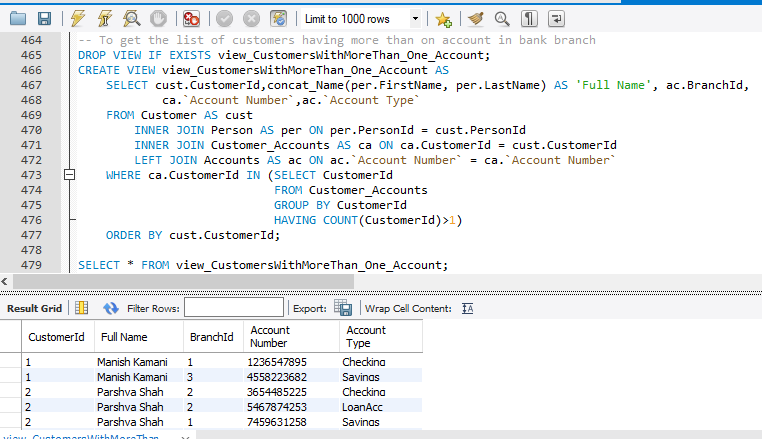 Limit to 1000 rows
464 -- To get the list of customers having more than on account in bank branch
465 DROP VIEW IF EXISTS view_CustomersWithMoreThan_One_Account;
466 CREATE VIEW view_CustomersWithMoreThan_One_Account AS
467 SELECT cust.CustomerId,concat_Name(per.FirstName, per.LastName) AS 'Full Name', ac.BranchId,
468 ca.`Account Number`,ac.`Account Type`
469 FROM Customer AS cust
470 INNER JOIN Person AS per ON per.PersonId = cust.PersonId
471 INNER JOIN Customer_Accounts AS ca ON ca.CustomerId = cust.CustomerId
472 LEFT JOIN Accounts AS ac ON ac.`Account Number` = ca.`Account Number`
473 WHERE ca.CustomerId IN (SELECT CustomerId
474 FROM Customer_Accounts
475 GROUP BY CustomerId
476 HAVING COUNT(CustomerId)>1)
477 ORDER BY cust.CustomerId;
478
479 SELECT * FROM view_CustomersWithMoreThan_One_Account;
Result Grid Filter Rows: Export: Wrap Cell Content: IA
CustomerId Full Name BranchId Account Number Account Type
1 Manish Kamani 1 1236547895 Checking
1 Manish Kamani 3 4558223682 Savings
2 Parshva Shah 2 3654485225 Checking
2 Parshva Shah 2 5467874253 LoanAcc
2 Parshva Shah 1 7459631258 Savings
view_CustomersWithMoreThan